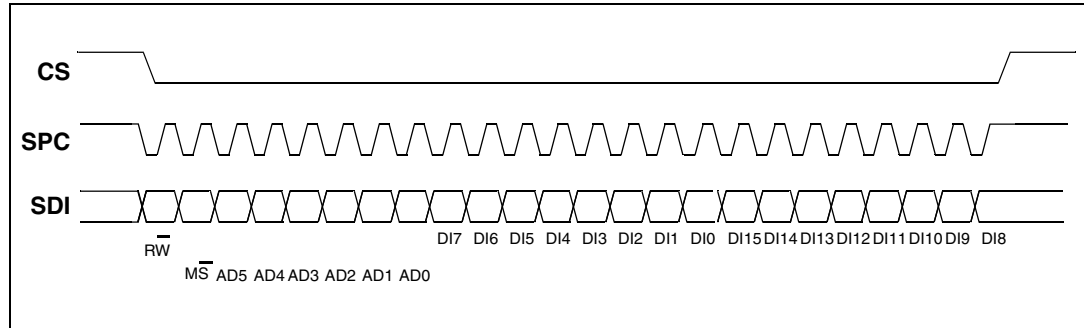 CS
SPC
SDI
DI7 DI6 DI5 DI4 DI3 DI2 DI1 DI0 DI15 DI14 DI13 DI12 DI11 DI10 DI9 DI8
RW̅
MS̅ AD5 AD4 AD3 AD2 AD1 AD0